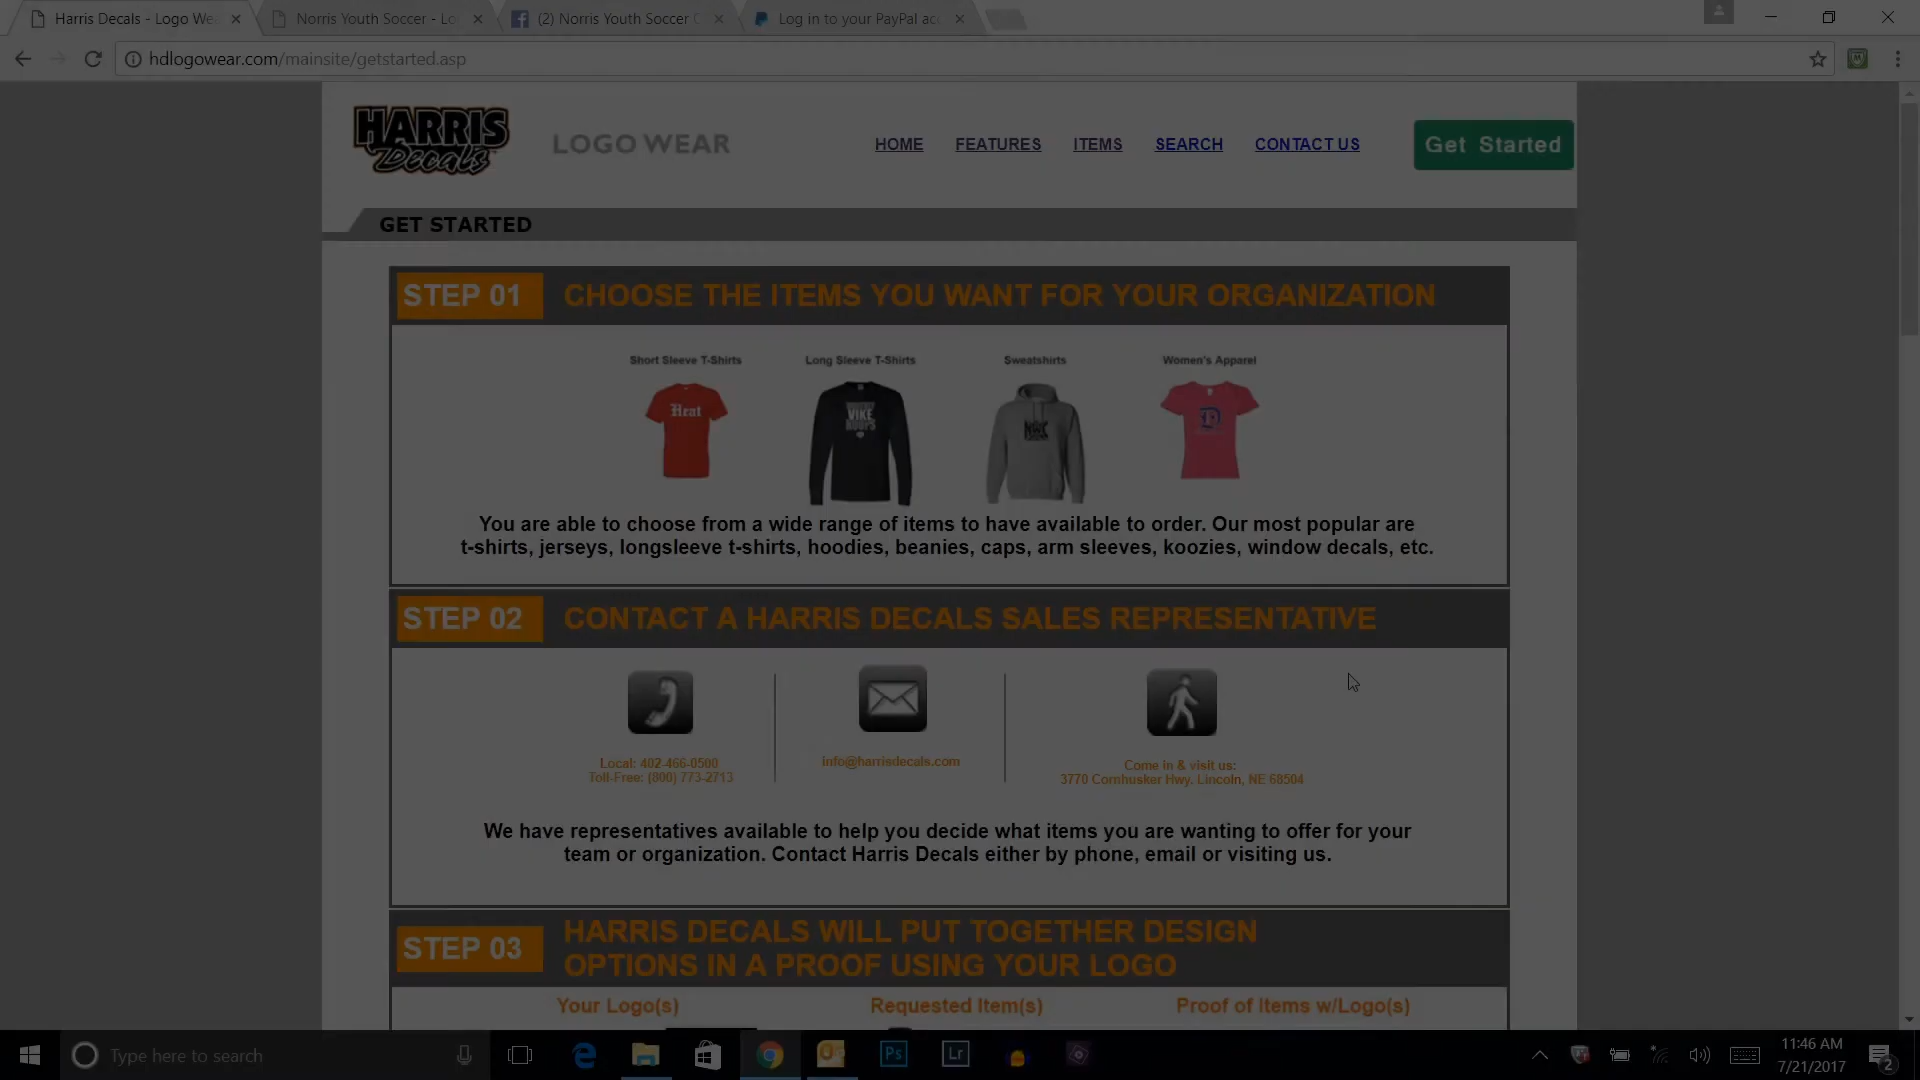 Harris Decals - Logo Wea
Norris Youth Soccer - Lo
(2) Norris Youth Soccer C
Log in to your PayPal acc
hdlogowear.com/mainsite/getstarted.asp
HARRIS
Decals
LOGO WEAR
HOME
FEATURES
ITEMS
SEARCH
CONTACT US
Get Started
GET STARTED
STEP 01
CHOOSE THE ITEMS YOU WANT FOR YOUR ORGANIZATION
Short Sleeve T-Shirts
Long Sleeve T-Shirts
Sweatshirts
Women's Apparel
Heat
VIKE
HOOPS
D
You are able to choose from a wide range of items to have available to order. Our most popular are
t-shirts, jerseys, longsleeve t-shirts, hoodies, beanies, caps, arm sleeves, koozies, window decals, etc.
STEP 02
CONTACT A HARRIS DECALS SALES REPRESENTATIVE
Local: 402-466-0500
Toll-Free: (800) 773-2713
info@harrisdecals.com
Come in & visit us:
3770 Cornhusker Hwy. Lincoln, NE 68504
We have representatives available to help you decide what items you are wanting to offer for your
team or organization. Contact Harris Decals either by phone, email or visiting us.
STEP 03
HARRIS DECALS WILL PUT TOGETHER DESIGN
OPTIONS IN A PROOF USING YOUR LOGO
Your Logo(s)
Requested Item(s)
Proof of Items w/Logo(s)
Type here to search
Ps
Lr
11:46 AM
7/21/2017
2